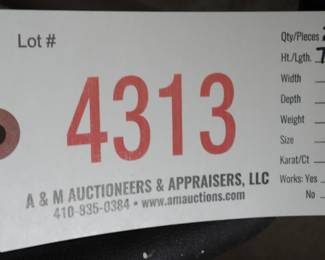 Lot #
4313
A & M AUCTIONEERS & APPRAISERS, LLC
410-935-0384 • www.amauctions.com
Qty/Pieces
Ht./Lgth. 7
Width
Depth
Weight
Size
Karat/Ct
Works: Yes
No